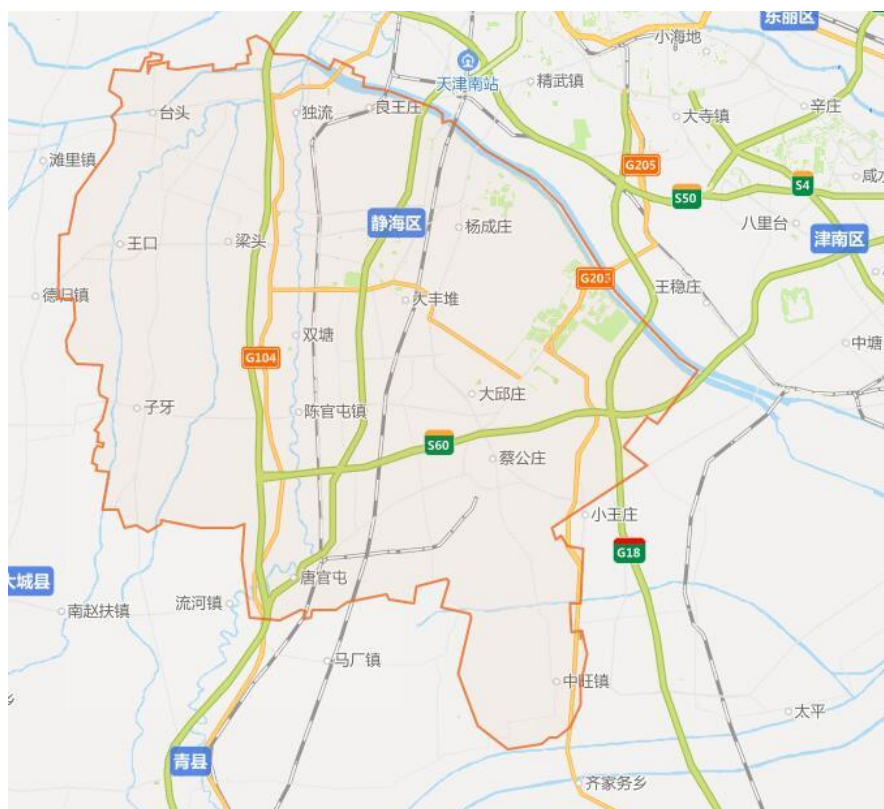 东丽区
小海地
天津南站
精武镇
台头
独流
良王庄
大寺镇
辛庄
滩里镇
G205
咸水
S50
S4
静海区
杨成庄
八里台
津南区
王口
梁头
德归镇
大丰堆
G205
王稳庄
双塘
中塘
G104
子牙
陈官屯镇
大邱庄
S60
蔡公庄
小王庄
G18
大城县
唐官屯
南赵扶镇
流河镇
马厂镇
中旺镇
乡
太平
青县
齐家务乡